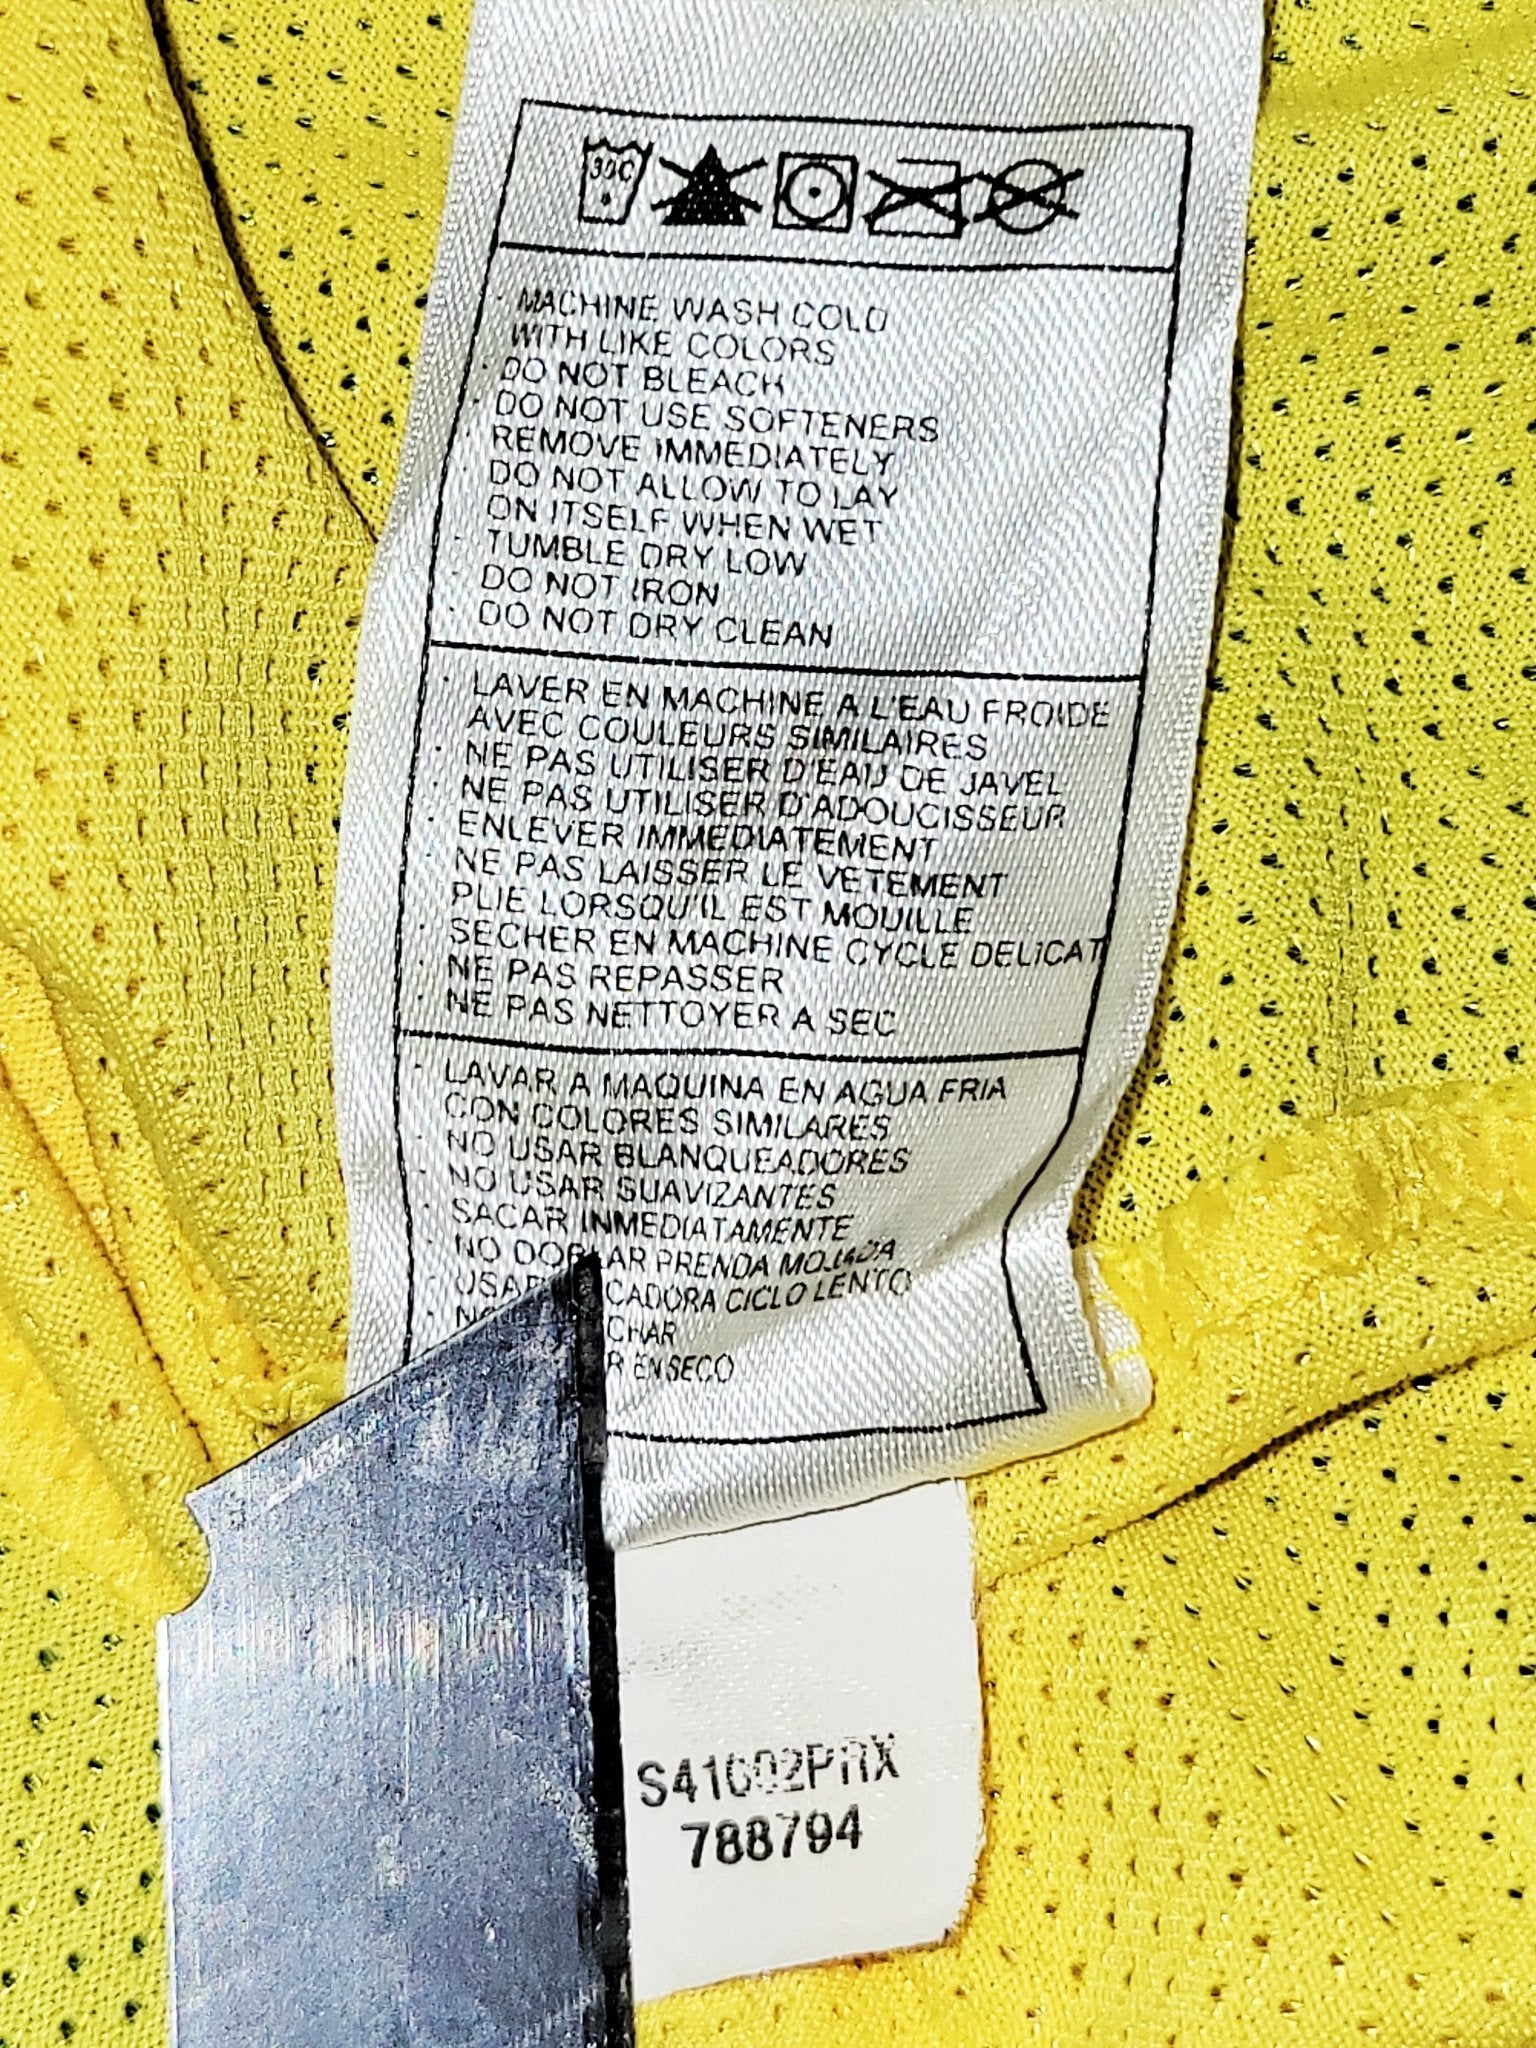 30C
· MACHINE WASH COLD
WITH LIKE COLORS
· DO NOT BLEACH
· DO NOT USE SOFTENERS
· REMOVE IMMEDIATELY
· DO NOT ALLOW TO LAY
ON ITSELF WHEN WET
· TUMBLE DRY LOW
· DO NOT IRON
· DO NOT DRY CLEAN
· LAVER EN MACHINE A L'EAU FROIDE
AVEC COULEURS SIMILAIRES
· NE PAS UTILISER D'EAU DE JAVEL
· NE PAS UTILISER D'ADOUCISSEUR
· ENLEVER IMMEDIATEMENT
· NE PAS LAISSER LE VETEMENT
PLIE LORSQU'IL EST MOUILLE
· SECHER EN MACHINE CYCLE DELICAT
· NE PAS REPASSER
· NE PAS NETTOYER A SEC
· LAVAR A MAQUINA EN AGUA FRIA
CON COLORES SIMILARES
· NO USAR BLANQUEADORES
· NO USAR SUAVIZANTES
· SACAR INMEDIATAMENTE
· NO DOBLAR PRENDA MOJADA
· USAR CADORA CICLO LENTO
· NO CHAR
R EN SECO
S41602PRX
788794